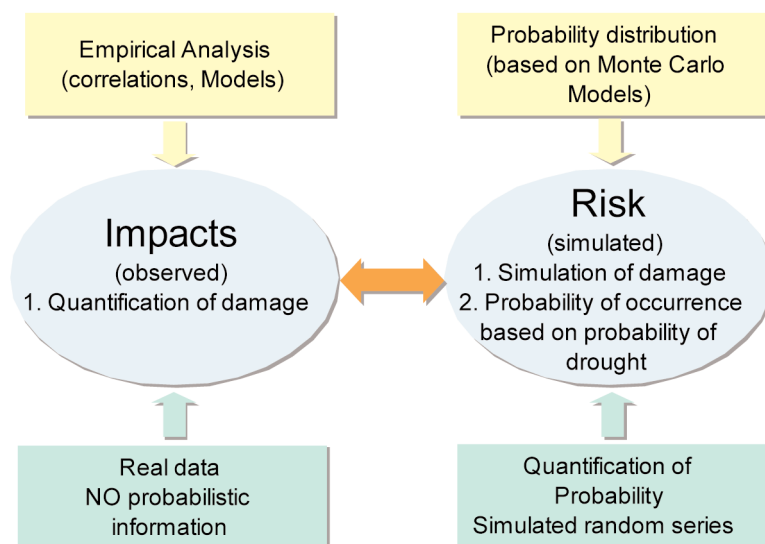 Empirical Analysis
(correlations, Models)
Probability distribution
(based on Monte Carlo
Models)
Impacts
(observed)
1. Quantification of damage
Risk
(simulated)
1. Simulation of damage
2. Probability of occurrence
based on probability of
drought
Real data
NO probabilistic
information
Quantification of
Probability
Simulated random series